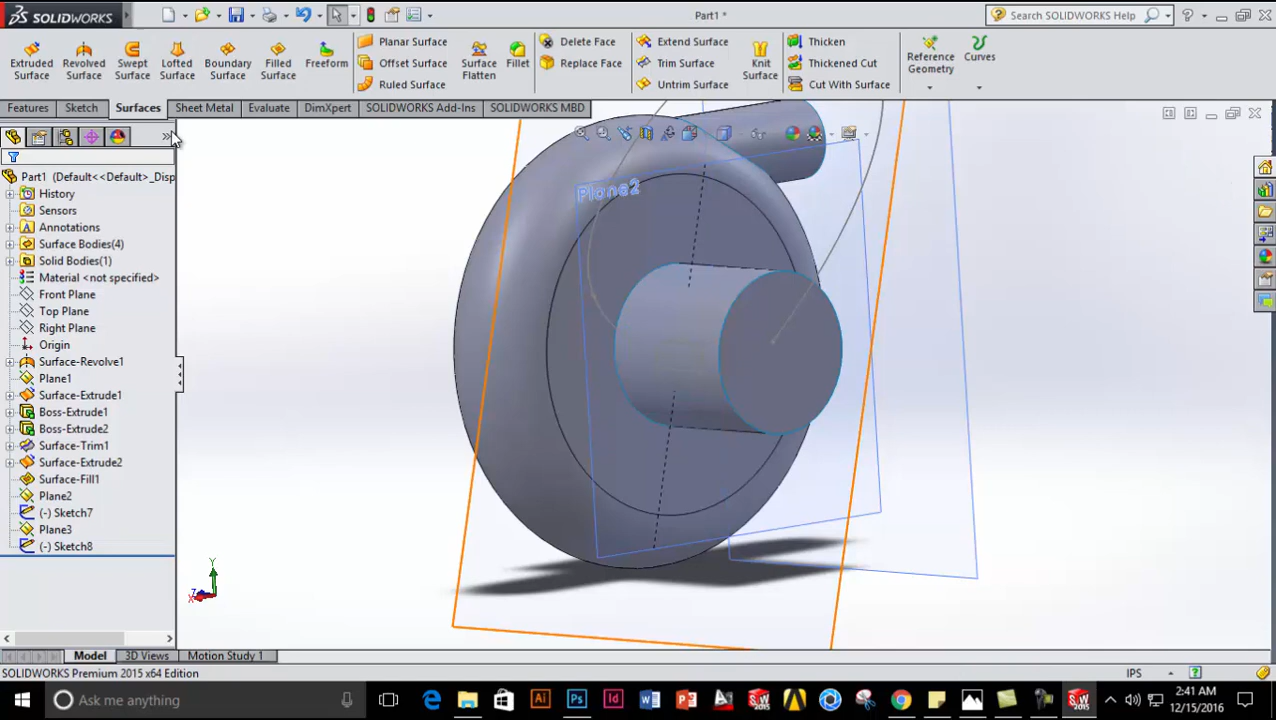 SOLIDWORKS
Part1 *
Search SOLIDWORKS Help
Extruded Surface
Revolved Surface
Swept Surface
Lofted Surface
Boundary Surface
Filled Surface
Freeform
Planar Surface
Offset Surface
Ruled Surface
Surface Flatten
Fillet
Delete Face
Replace Face
Extend Surface
Trim Surface
Untrim Surface
Knit Surface
Thicken
Thickened Cut
Cut With Surface
Reference Geometry
Curves
Features Sketch Surfaces Sheet Metal Evaluate DimXpert SOLIDWORKS Add-Ins SOLIDWORKS MBD
Part1 (Default<<Default>_Disp
History
Sensors
Annotations
Surface Bodies(4)
Solid Bodies(1)
Material <not specified>
Front Plane
Top Plane
Right Plane
Origin
Surface-Revolve1
Plane1
Surface-Extrude1
Boss-Extrude1
Boss-Extrude2
Surface-Trim1
Surface-Extrude2
Surface-Fill1
Plane2
(-) Sketch7
Plane3
(-) Sketch8
Plane2
Y
Z
X
Model 3D Views Motion Study 1
SOLIDWORKS Premium 2015 x64 Edition
IPS
Ask me anything
2:41 AM
12/15/2016